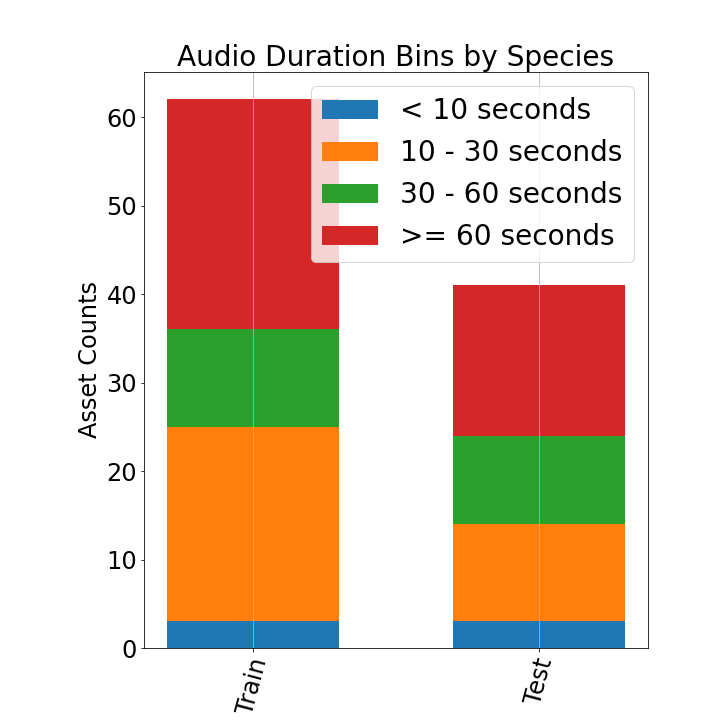 Audio Duration Bins by Species
< 10 seconds
10 - 30 seconds
30 - 60 seconds
>= 60 seconds
Asset Counts
60
50
40
30
20
10
0
Train
Test